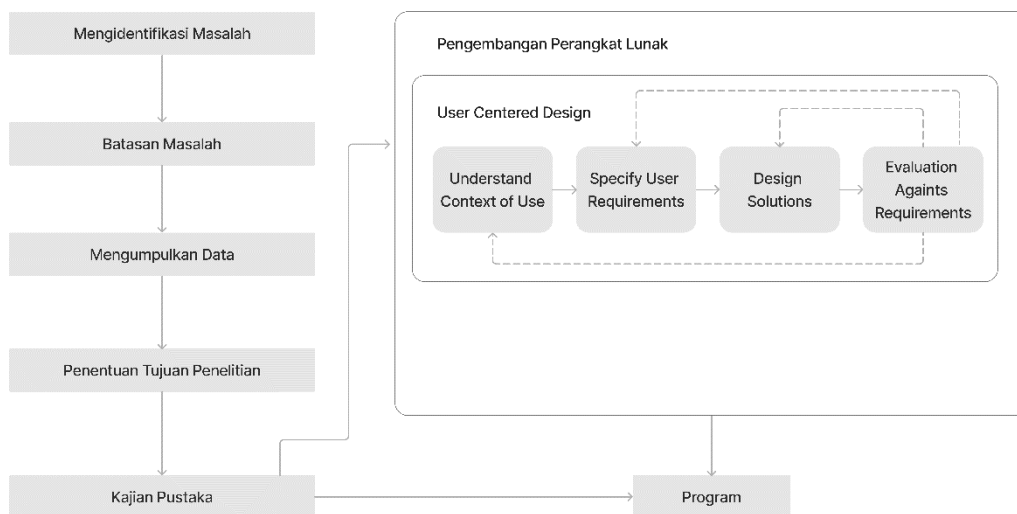 Mengidentifikasi Masalah
Batasan Masalah
Mengumpulkan Data
Penentuan Tujuan Penelitian
Kajian Pustaka
Pengembangan Perangkat Lunak
User Centered Design
Understand
Context of Use
Specify User
Requirements
Design
Solutions
Evaluation
Againts
Requirements
Program